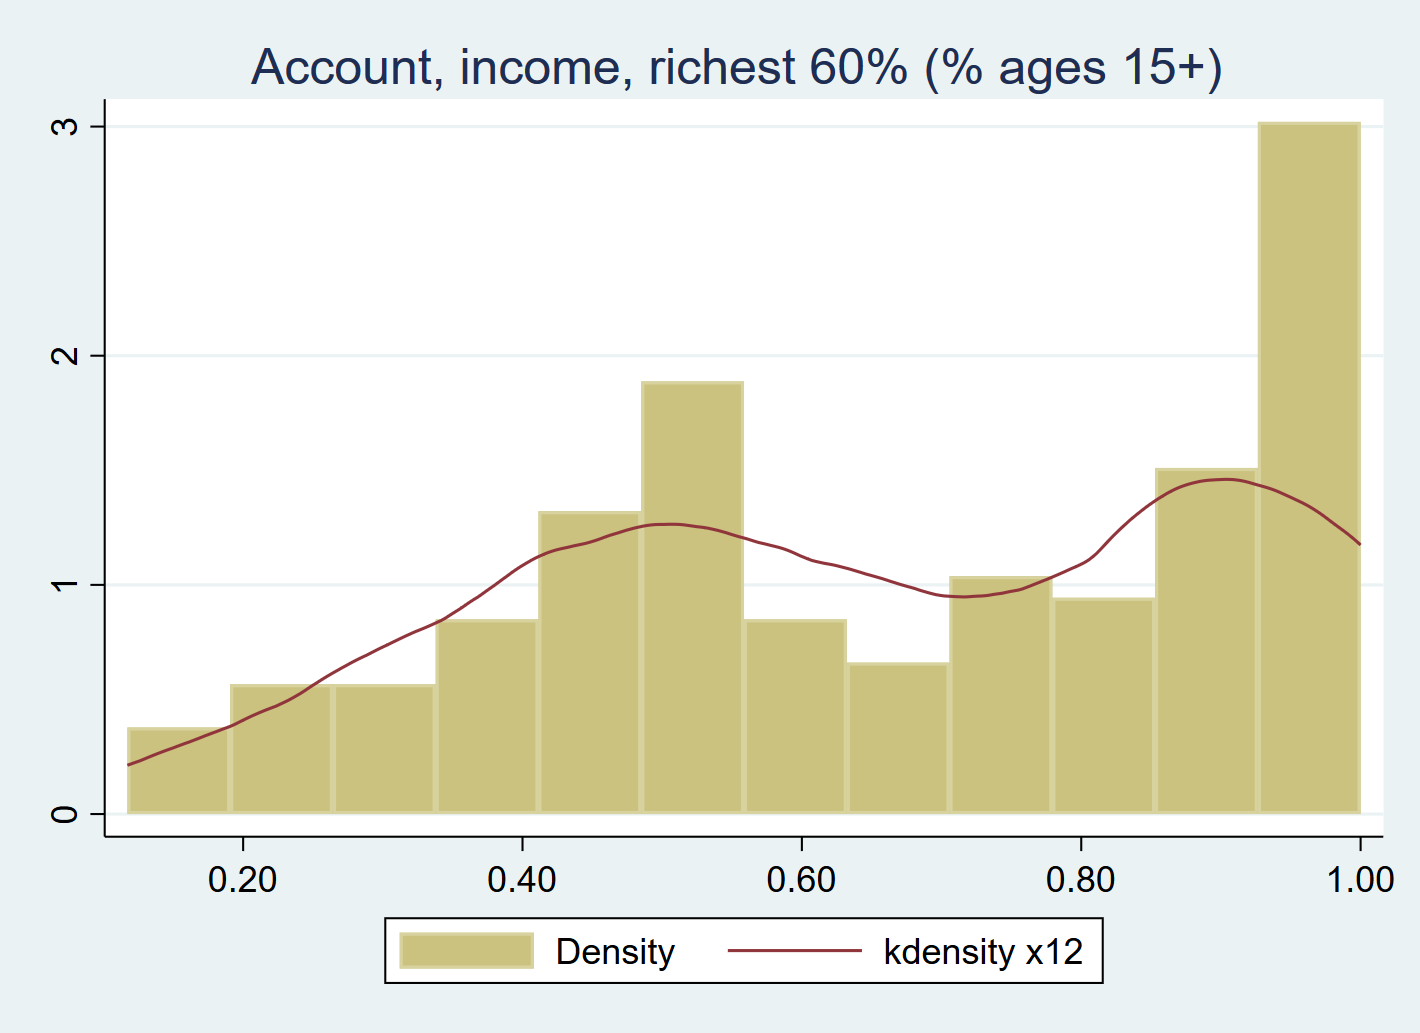 Account, income, richest 60% (% ages 15+)
3
2
1
0
0.20 0.40 0.60 0.80 1.00
Density kdensity x12